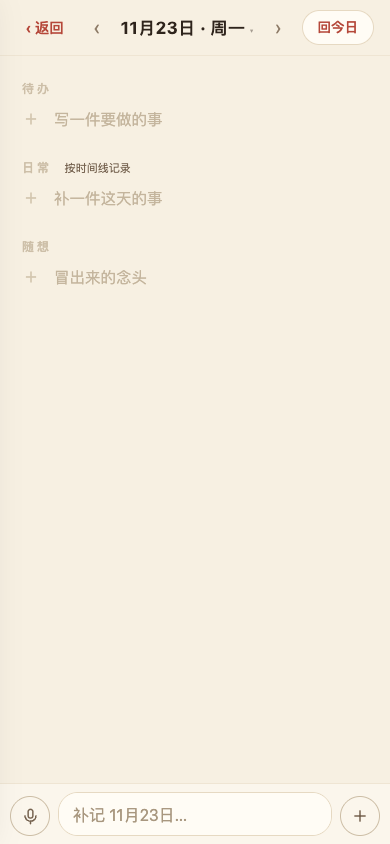 ‹ 返回 ‹ 11月23日 · 周一 · › 回今日
待办
+ 写一件要做的事
日常 按时间线记录
+ 补一件这天的事
随想
+ 冒出来的念头
补记 11月23日... +